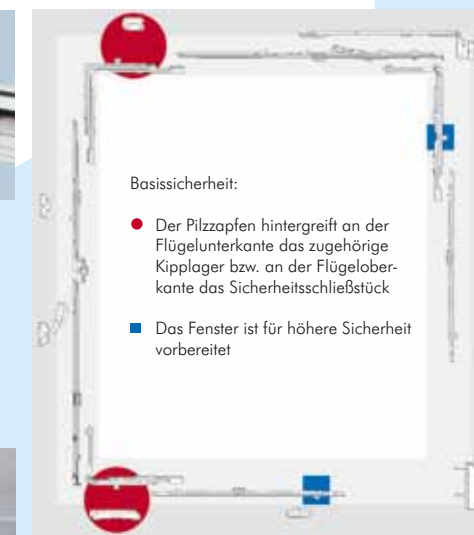 Basissicherheit:
Der Pilzzapfen hintergreift an der
Flügelunterkante das zugehörige
Kipplager bzw. an der Flügelober-
kante das Sicherheitsschließstück
Das Fenster ist für höhere Sicherheit
vorbereitet